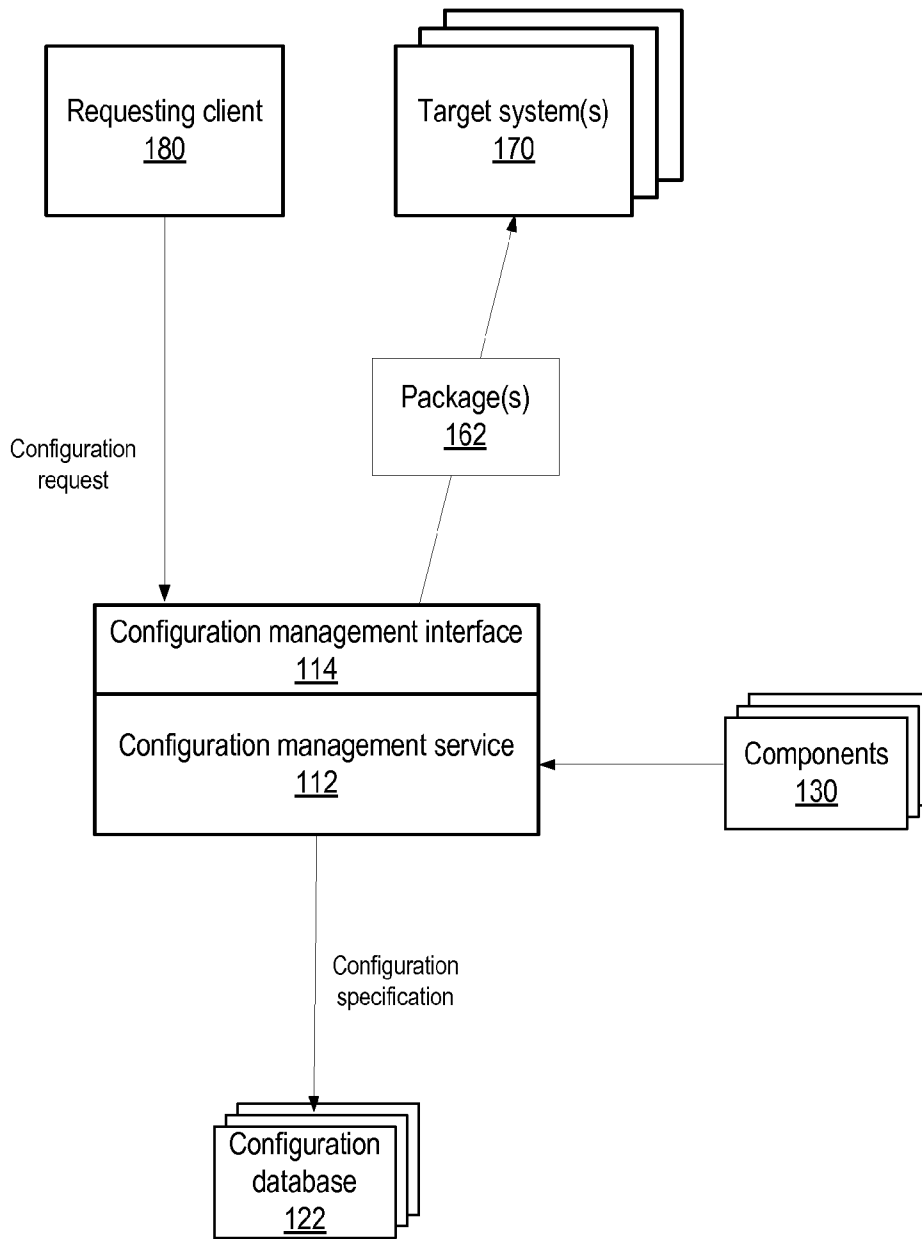 Requesting client
180
Target system(s)
170
Package(s)
162
Configuration
request
Configuration management interface
114
Configuration management service
112
Components
130
Configuration
specification
Configuration
database
122